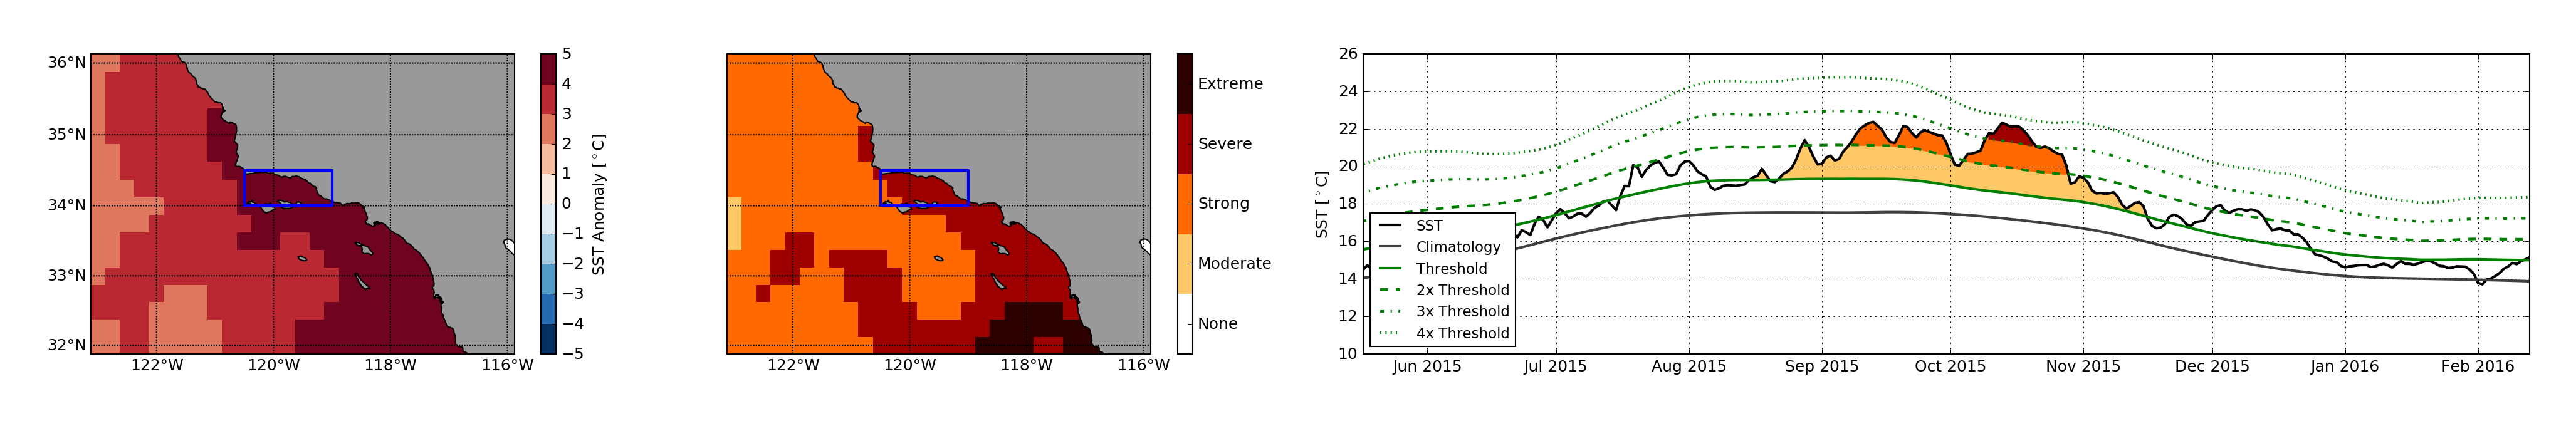 36°N
35°N
34°N
33°N
32°N
122°W
120°W
118°W
116°W
5
4
3
2
1
0
−1
−2
−3
−4
−5
SST Anomaly [°C]
122°W
120°W
118°W
116°W
Extreme
Severe
Strong
Moderate
None
SST [°C]
26
24
22
20
18
16
14
12
10
SST
Climatology
Threshold
2x Threshold
3x Threshold
4x Threshold
Jun 2015
Jul 2015
Aug 2015
Sep 2015
Oct 2015
Nov 2015
Dec 2015
Jan 2016
Feb 2016